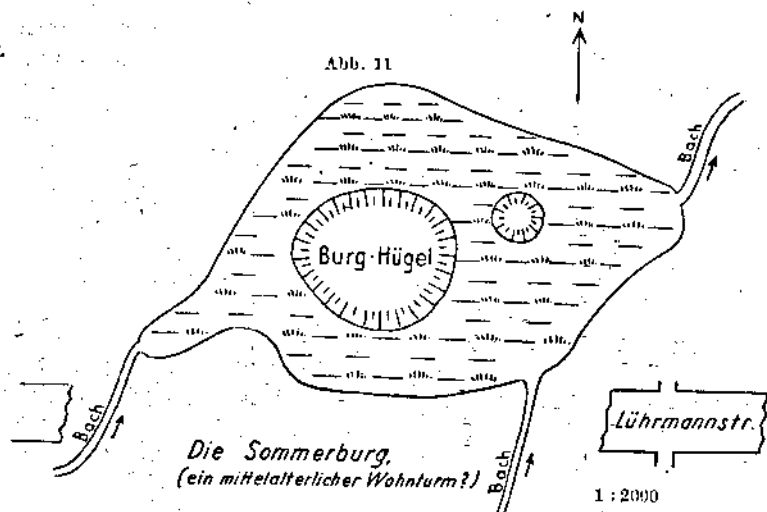 N
Abb. 11
Bach
Burg-Hügel
Bach
Lührmannstr.
Die Sommerburg,
(ein mittelalterlicher Wohnturm?)
Bach
1:2000